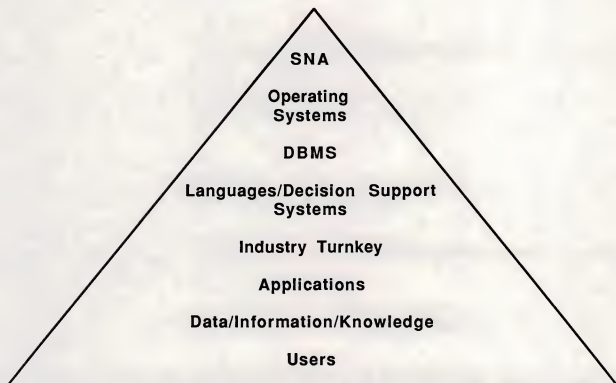 SNA
Operating
Systems
DBMS
Languages/Decision Support
Systems
Industry Turnkey
Applications
Data/Information/Knowledge
Users